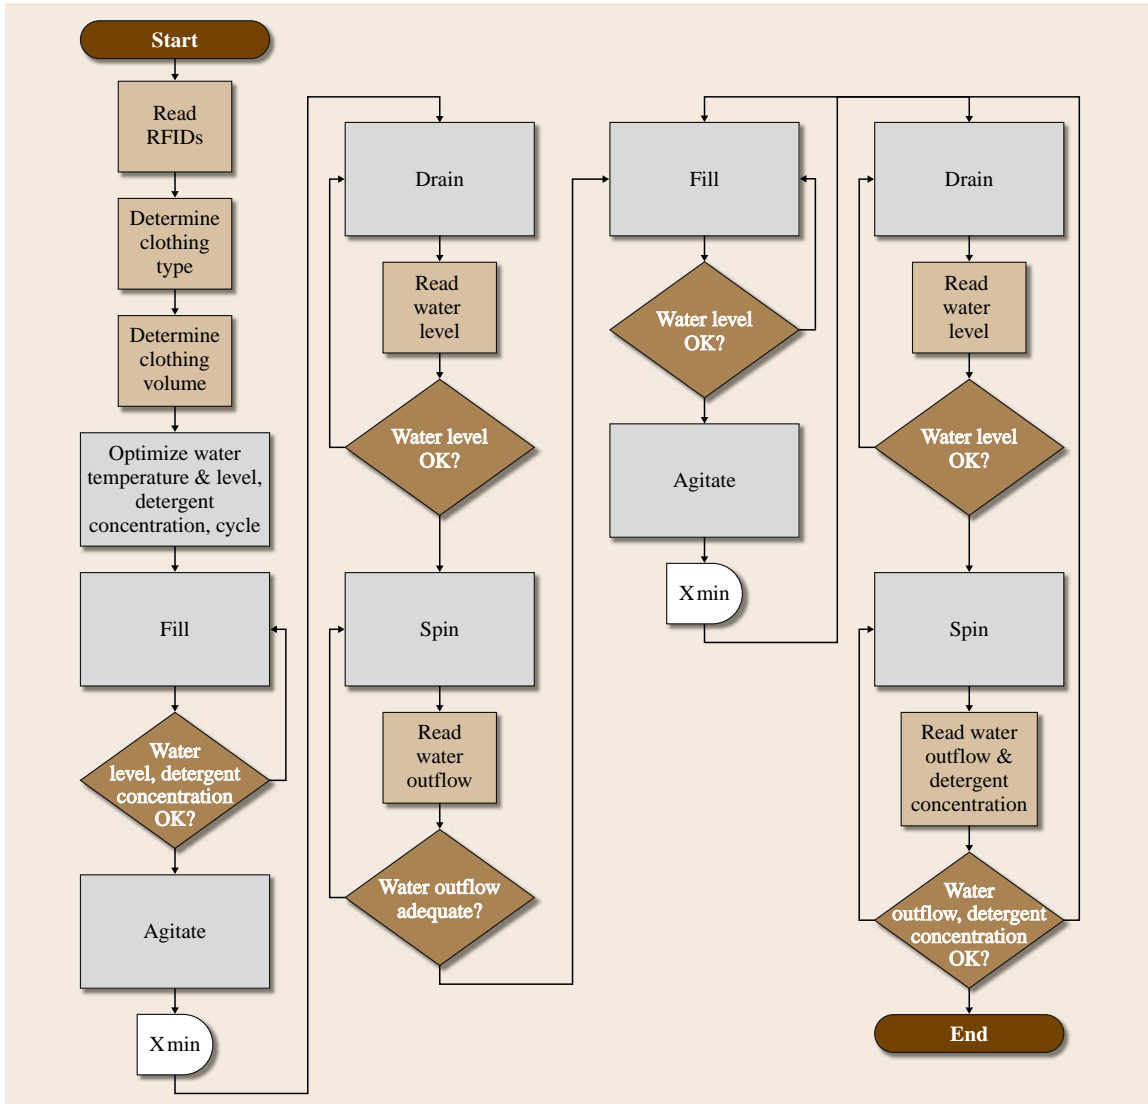 Start
Read
RFIDs
Determine
clothing
type
Determine
clothing
volume
Optimize water
temperature & level,
detergent
concentration, cycle
Fill
Water
level, detergent
concentration
OK?
Agitate
X min
Drain
Read
water
level
Water level
OK?
Spin
Read
water
outflow
Water outflow
adequate?
Fill
Water level
OK?
Agitate
X min
Drain
Read
water
level
Water level
OK?
Spin
Read water
outflow &
detergent
concentration
Water
outflow, detergent
concentration
OK?
End